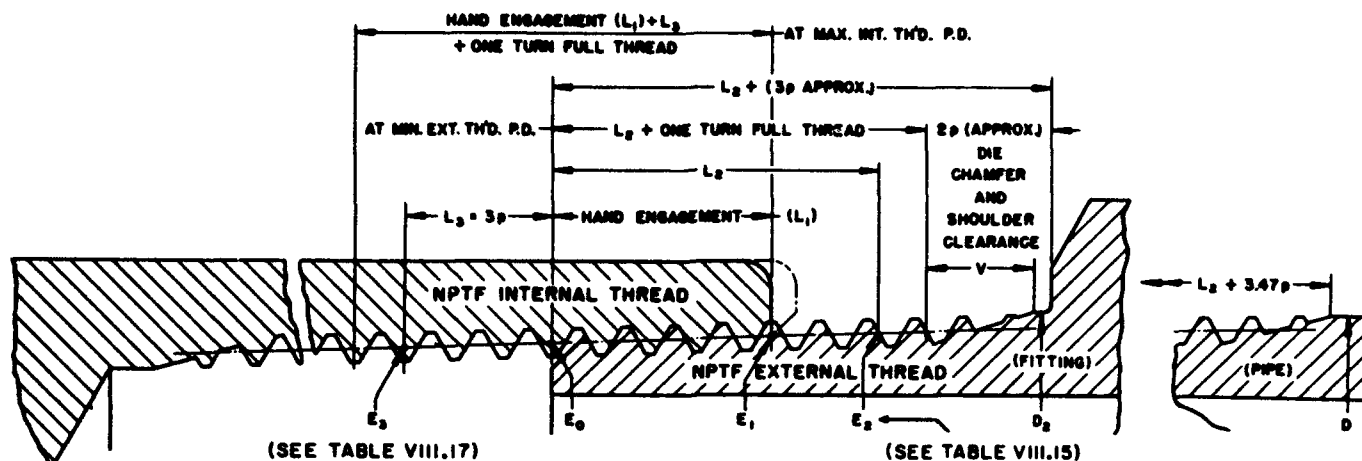 HAND ENGAGEMENT (L₁)+L₃
+ ONE TURN FULL THREAD
AT MAX. INT. TH'D. P.D.
L₂ + (3p APPROX.)
AT MIN. EXT. TH'D. P.D.
L₂ + ONE TURN FULL THREAD
2p (APPROX.)
DIE
CHAMFER
AND
SHOULDER
CLEARANCE
L₂
L₃ = 3p
HAND ENGAGEMENT
(L₁)
V
L₂ + 3.47p
NPTF INTERNAL THREAD
NPTF EXTERNAL THREAD
(FITTING)
(PIPE)
E₃
E₀
E₁
E₂
D₂
D
(SEE TABLE VIII.17)
(SEE TABLE VIII.15)